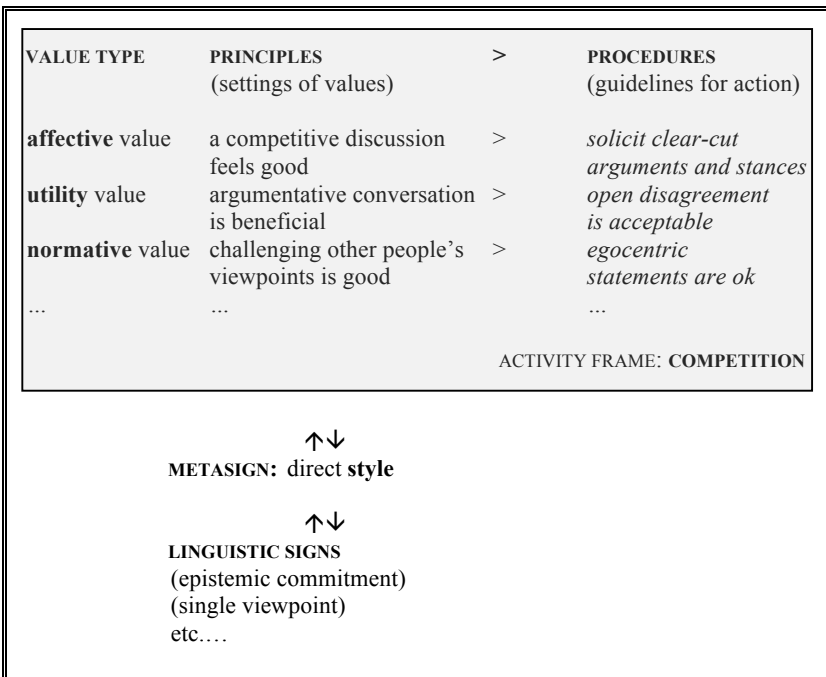 VALUE TYPE PRINCIPLES > PROCEDURES
(settings of values) (guidelines for action)
affective value a competitive discussion > solicit clear-cut
feels good arguments and stances
utility value argumentative conversation > open disagreement
is beneficial is acceptable
normative value challenging other people’s > egocentric
viewpoints is good statements are ok
... ... ...
ACTIVITY FRAME: COMPETITION
↑↓
METASIGN: direct style
↑↓
LINGUISTIC SIGNS
(epistemic commitment)
(single viewpoint)
etc.…